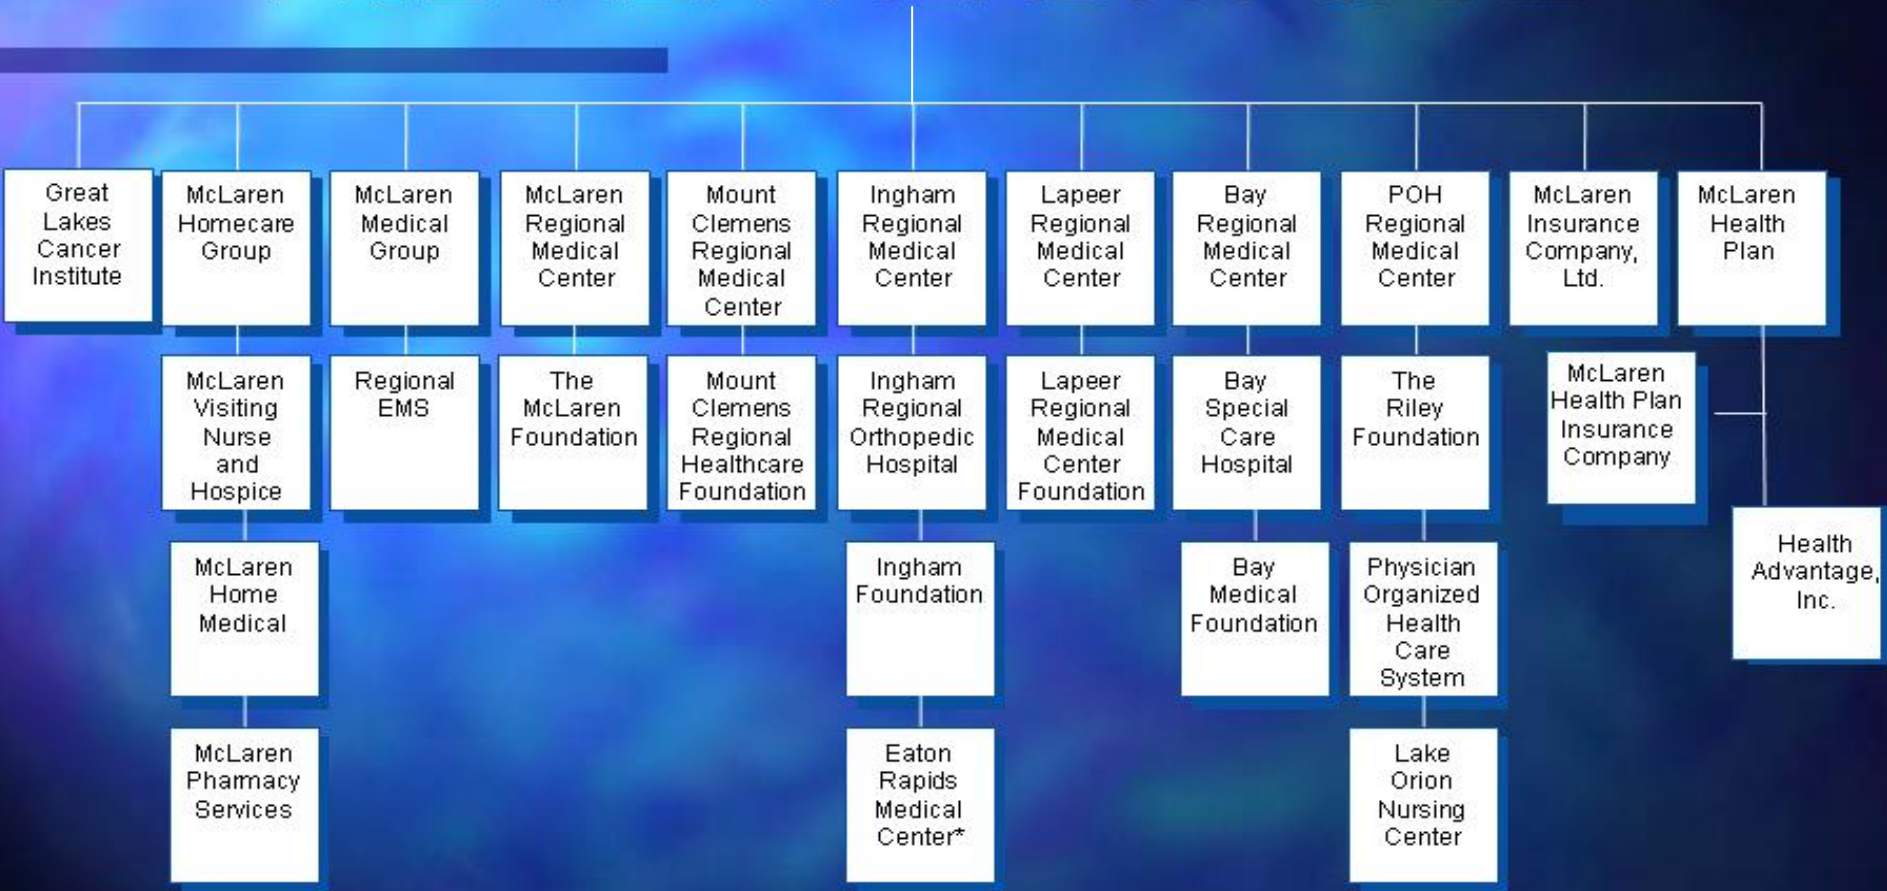 Great
Lakes
Cancer
Institute
McLaren
Homecare
Group
McLaren
Medical
Group
McLaren
Regional
Medical
Center
Mount
Clemens
Regional
Medical
Center
Ingham
Regional
Medical
Center
Lapeer
Regional
Medical
Center
Bay
Regional
Medical
Center
POH
Regional
Medical
Center
McLaren
Insurance
Company,
Ltd.
McLaren
Health
Plan
McLaren
Visiting
Nurse
and
Hospice
Regional
EMS
The
McLaren
Foundation
Mount
Clemens
Regional
Healthcare
Foundation
Ingham
Regional
Orthopedic
Hospital
Lapeer
Regional
Medical
Center
Foundation
Bay
Special
Care
Hospital
The
Riley
Foundation
McLaren
Health Plan
Insurance
Company
Health
Advantage,
Inc.
McLaren
Home
Medical
Ingham
Foundation
Bay
Medical
Foundation
Physician
Organized
Health
Care
System
McLaren
Pharmacy
Services
Eaton
Rapids
Medical
Center*
Lake
Orion
Nursing
Center